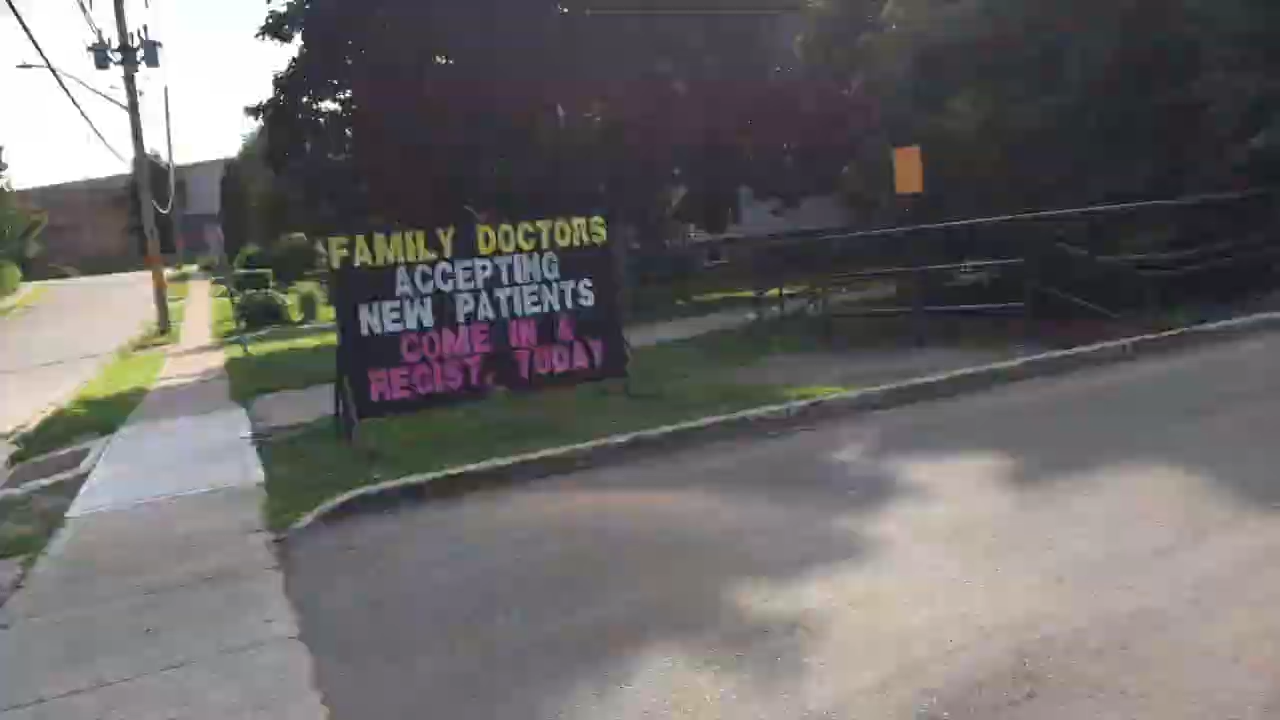 FAMILY DOCTORS
ACCEPTING
NEW PATIENTS
COME IN &
REGIST. TODAY